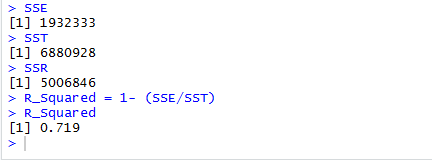 > SSE
[1] 1932333
> SST
[1] 6880928
> SSR
[1] 5006846
> R_Squared = 1- (SSE/SST)
> R_Squared
[1] 0.719
>